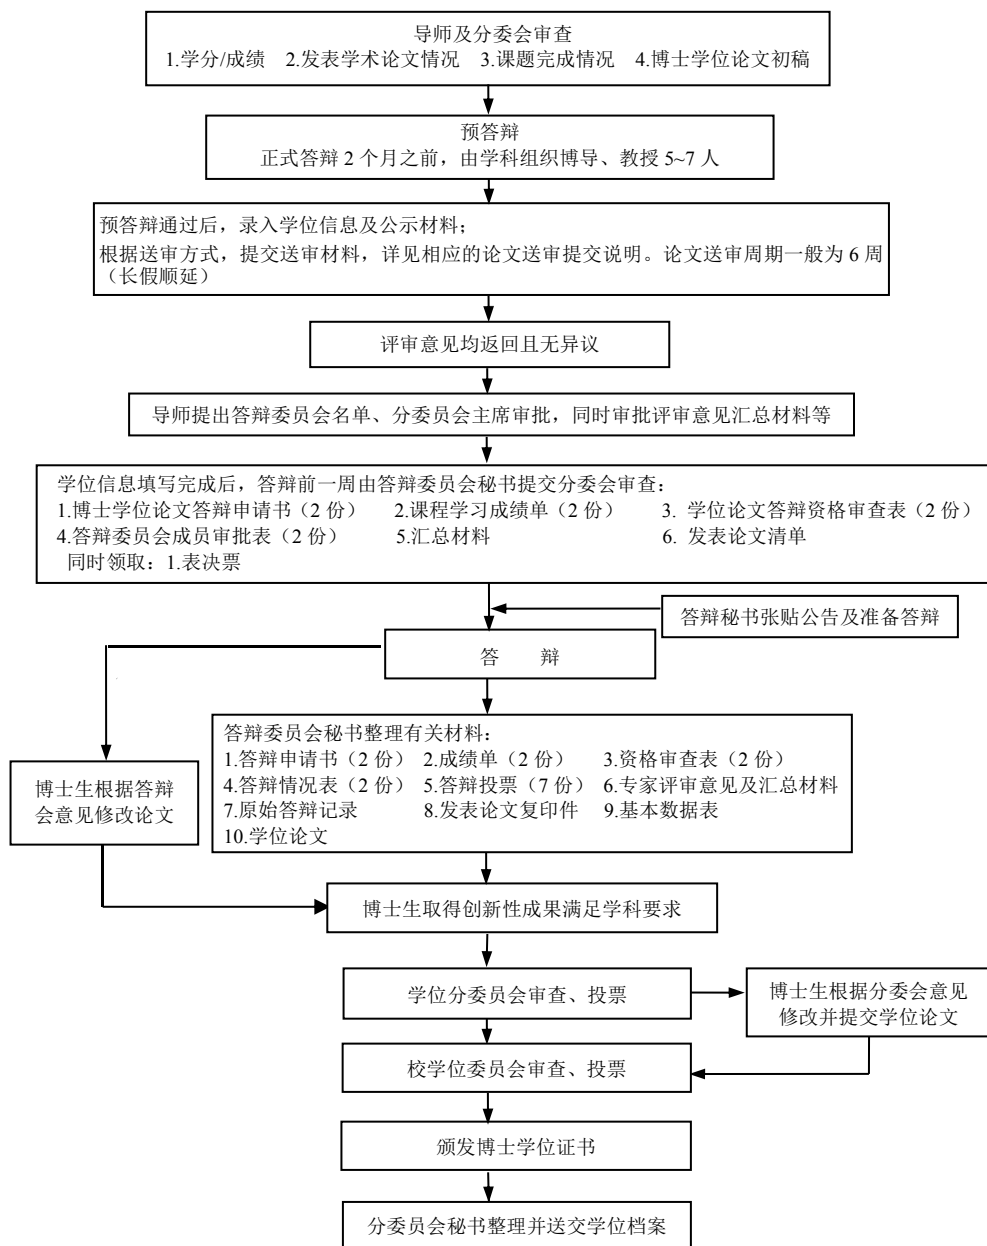 导师及分委会审查
1.学分/成绩 2.发表学术论文情况 3.课题完成情况 4.博士学位论文初稿
预答辩
正式答辩 2 个月之前，由学科组织博导、教授 5~7 人
预答辩通过后，录入学位信息及公示材料；
根据送审方式，提交送审材料，详见相应的论文送审提交说明。论文送审周期一般为 6 周
（长假顺延）
评审意见均返回且无异议
导师提出答辩委员会名单、分委员会主席审批，同时审批评审意见汇总材料等
学位信息填写完成后，答辩前一周由答辩委员会秘书提交分委会审查：
1.博士学位论文答辩申请书（2 份） 2.课程学习成绩单（2 份） 3. 学位论文答辩资格审查表（2 份）
4.答辩委员会成员审批表（2 份） 5.汇总材料 6. 发表论文清单
同时领取：1.表决票
答辩秘书张贴公告及准备答辩
答 辩
答辩委员会秘书整理有关材料：
1.答辩申请书（2 份） 2.成绩单（2 份） 3.资格审查表（2 份）
4.答辩情况表（2 份） 5.答辩投票（7 份） 6.专家评审意见及汇总材料
7.原始答辩记录 8.发表论文复印件 9.基本数据表
10.学位论文
博士生根据答辩
会意见修改论文
博士生取得创新性成果满足学科要求
学位分委员会审查、投票
博士生根据分委会意见
修改并提交学位论文
校学位委员会审查、投票
颁发博士学位证书
分委员会秘书整理并送交学位档案